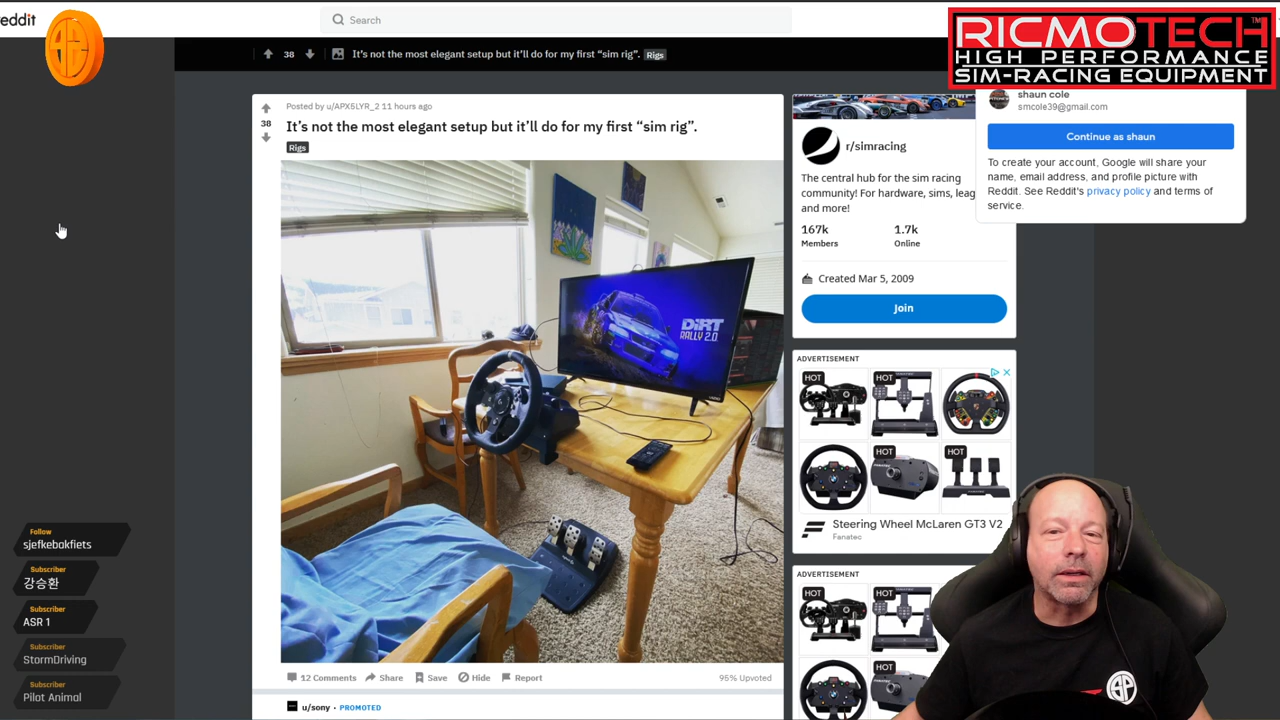 reddit
Search
RICMOTECH™
HIGH PERFORMANCE
SIM-RACING EQUIPMENT
38
It's not the most elegant setup but it'll do for my first “sim rig”.
Rigs
shaun cole
smcole39@gmail.com
Continue as shaun
To create your account, Google will share your
name, email address, and profile picture with
Reddit. See Reddit's privacy policy and terms of
service.
Posted by u/APX5LYR_2 11 hours ago
38
It's not the most elegant setup but it'll do for my first “sim rig”.
Rigs
DiRT
RALLY 2.0
r/simracing
The central hub for the sim racing
community! For hardware, sims, leag
and more!
167k
Members
1.7k
Online
Created Mar 5, 2009
Join
ADVERTISEMENT
HOT
HOT
HOT
HOT
Steering Wheel McLaren GT3 V2
Fanatec
ADVERTISEMENT
HOT
HOT
HOT
Follow
sjefkebakfiets
Subscriber
강승환
Subscriber
ASR 1
Subscriber
StormDriving
Subscriber
Pilot Animal
12 Comments
Share
Save
Hide
Report
95% Upvoted
u/sony • PROMOTED